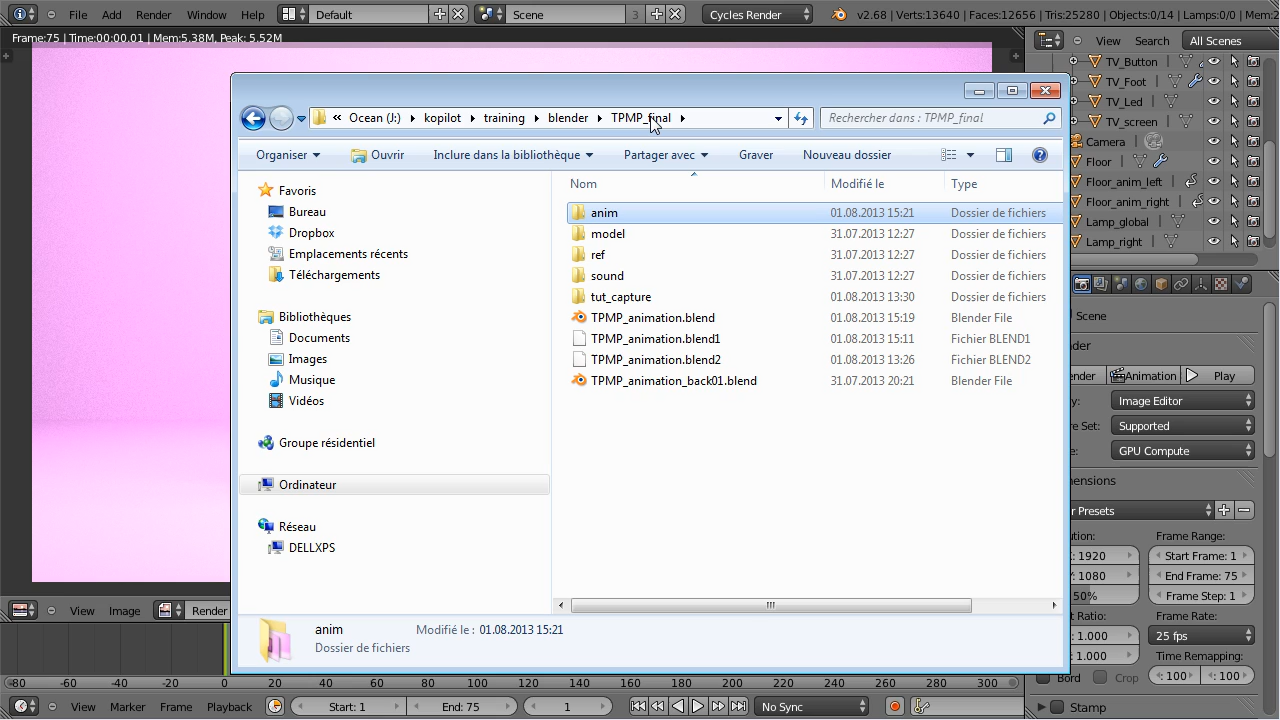 File Add Render Window Help Default Scene 3 Cycles Render v2.68 | Verts:13640 | Faces:12656 | Tris:25280 | Objects:0/14 | Lamps:0/0 | Mem:2
Frame:75 | Time:00:00.01 | Mem:5.38M, Peak: 5.52M
View Search All Scenes
TV_Button
TV_Foot
TV_Led
TV_screen
Camera
Floor
Floor_anim_left
Floor_anim_right
Lamp_global
Lamp_right
« Ocean (J:) kopilot training blender TPMP_final
Rechercher dans : TPMP_final
Organiser Ouvrir Inclure dans la bibliothèque Partager avec Graver Nouveau dossier
Favoris
Bureau
Dropbox
Emplacements récents
Téléchargements
Bibliothèques
Documents
Images
Musique
Vidéos
Groupe résidentiel
Ordinateur
Réseau
DELLXPS
Nom Modifié le Type
anim 01.08.2013 15:21 Dossier de fichiers
model 31.07.2013 12:27 Dossier de fichiers
ref 31.07.2013 12:27 Dossier de fichiers
sound 31.07.2013 12:27 Dossier de fichiers
tut_capture 01.08.2013 13:30 Dossier de fichiers
TPMP_animation.blend 01.08.2013 15:19 Blender File
TPMP_animation.blend1 01.08.2013 15:11 Fichier BLEND1
TPMP_animation.blend2 01.08.2013 13:26 Fichier BLEND2
TPMP_animation_back01.blend 31.07.2013 20:21 Blender File
anim Modifié le : 01.08.2013 15:21
Dossier de fichiers
Scene
nder
ender Animation Play
y: Image Editor
re Set: Supported
e: GPU Compute
mensions
r Presets
ution: Frame Range:
: 1920 Start Frame: 1
: 1080 End Frame: 75
50% Frame Step: 1
t Ratio: Frame Rate:
: 1.000 25 fps
: 1.000 Time Remapping:
: 100 : 100
Bord Crop
Stamp
View Image Render
-80 -60 -40 -20 0 20 40 60 80 100 120 140 160 180 200 220 240 260 280 300
View Marker Frame Playback Start: 1 End: 75 1 No Sync